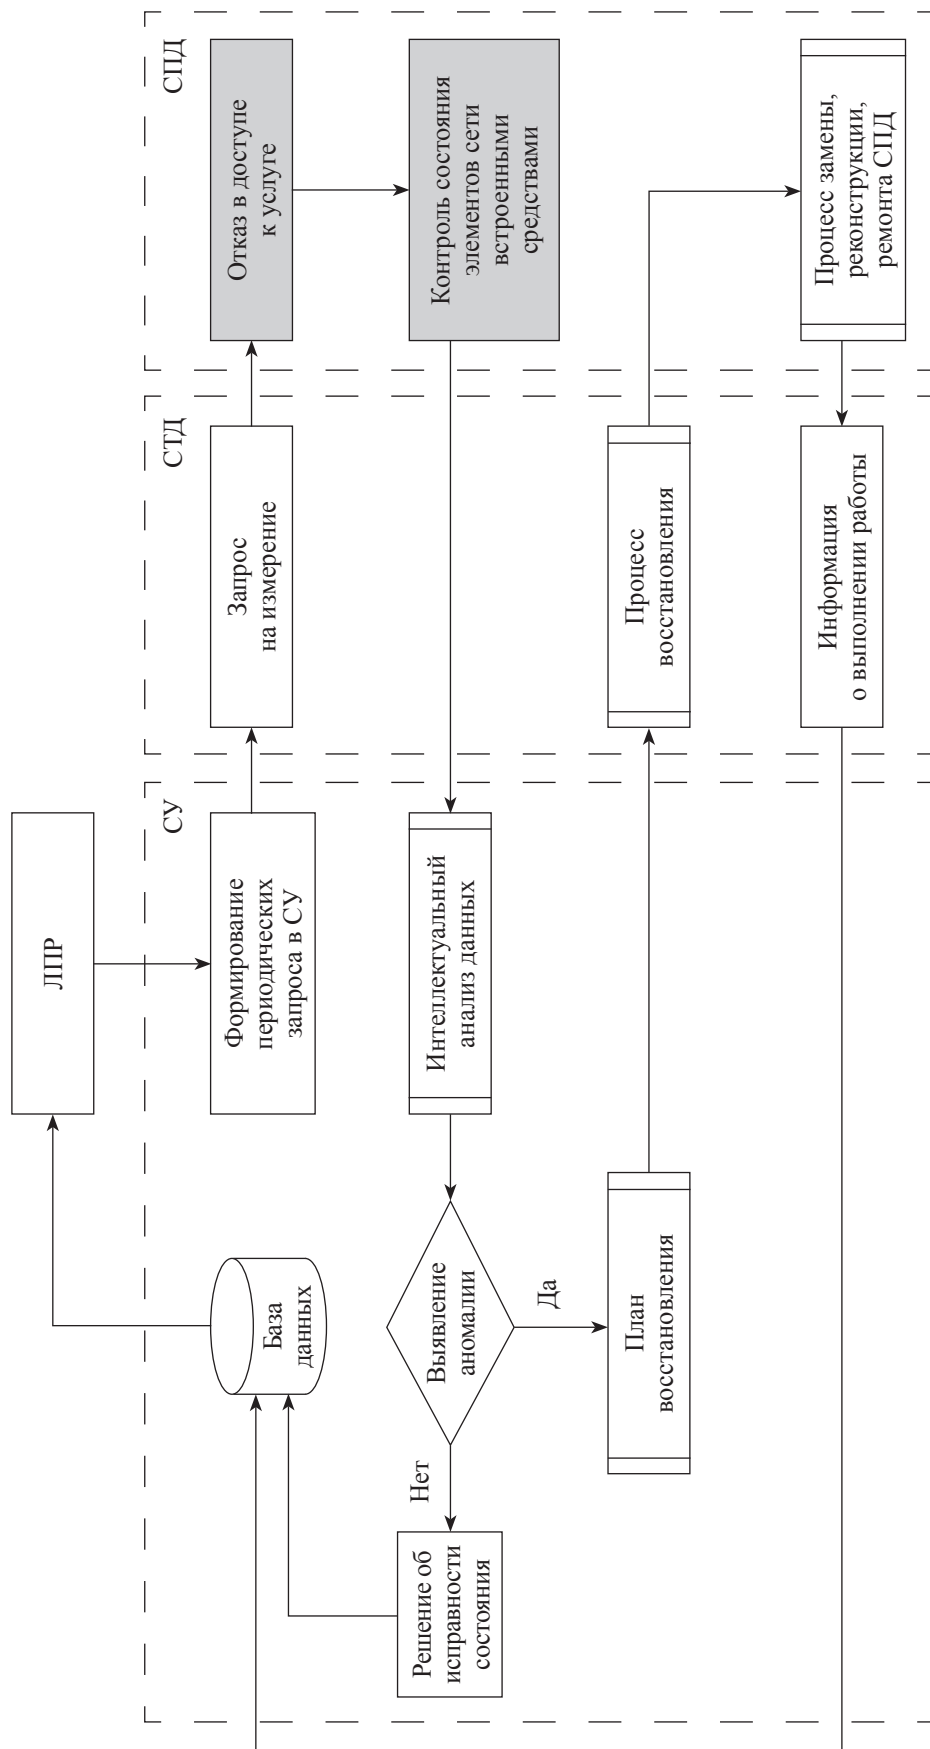 ЛПР
СУ
База
данных
Формирование
периодических
запроса в СУ
Решение об
исправности
состояния
Нет
Выявление
аномалии
Да
Интеллектуальный
анализ данных
План
восстановления
СТД
Запрос
на измерение
Процесс
восстановления
Информация
о выполнении работы
СПД
Отказ в доступе
к услуге
Контроль состояния
элементов сети
встроенными
средствами
Процесс замены,
реконструкции,
ремонта СПД